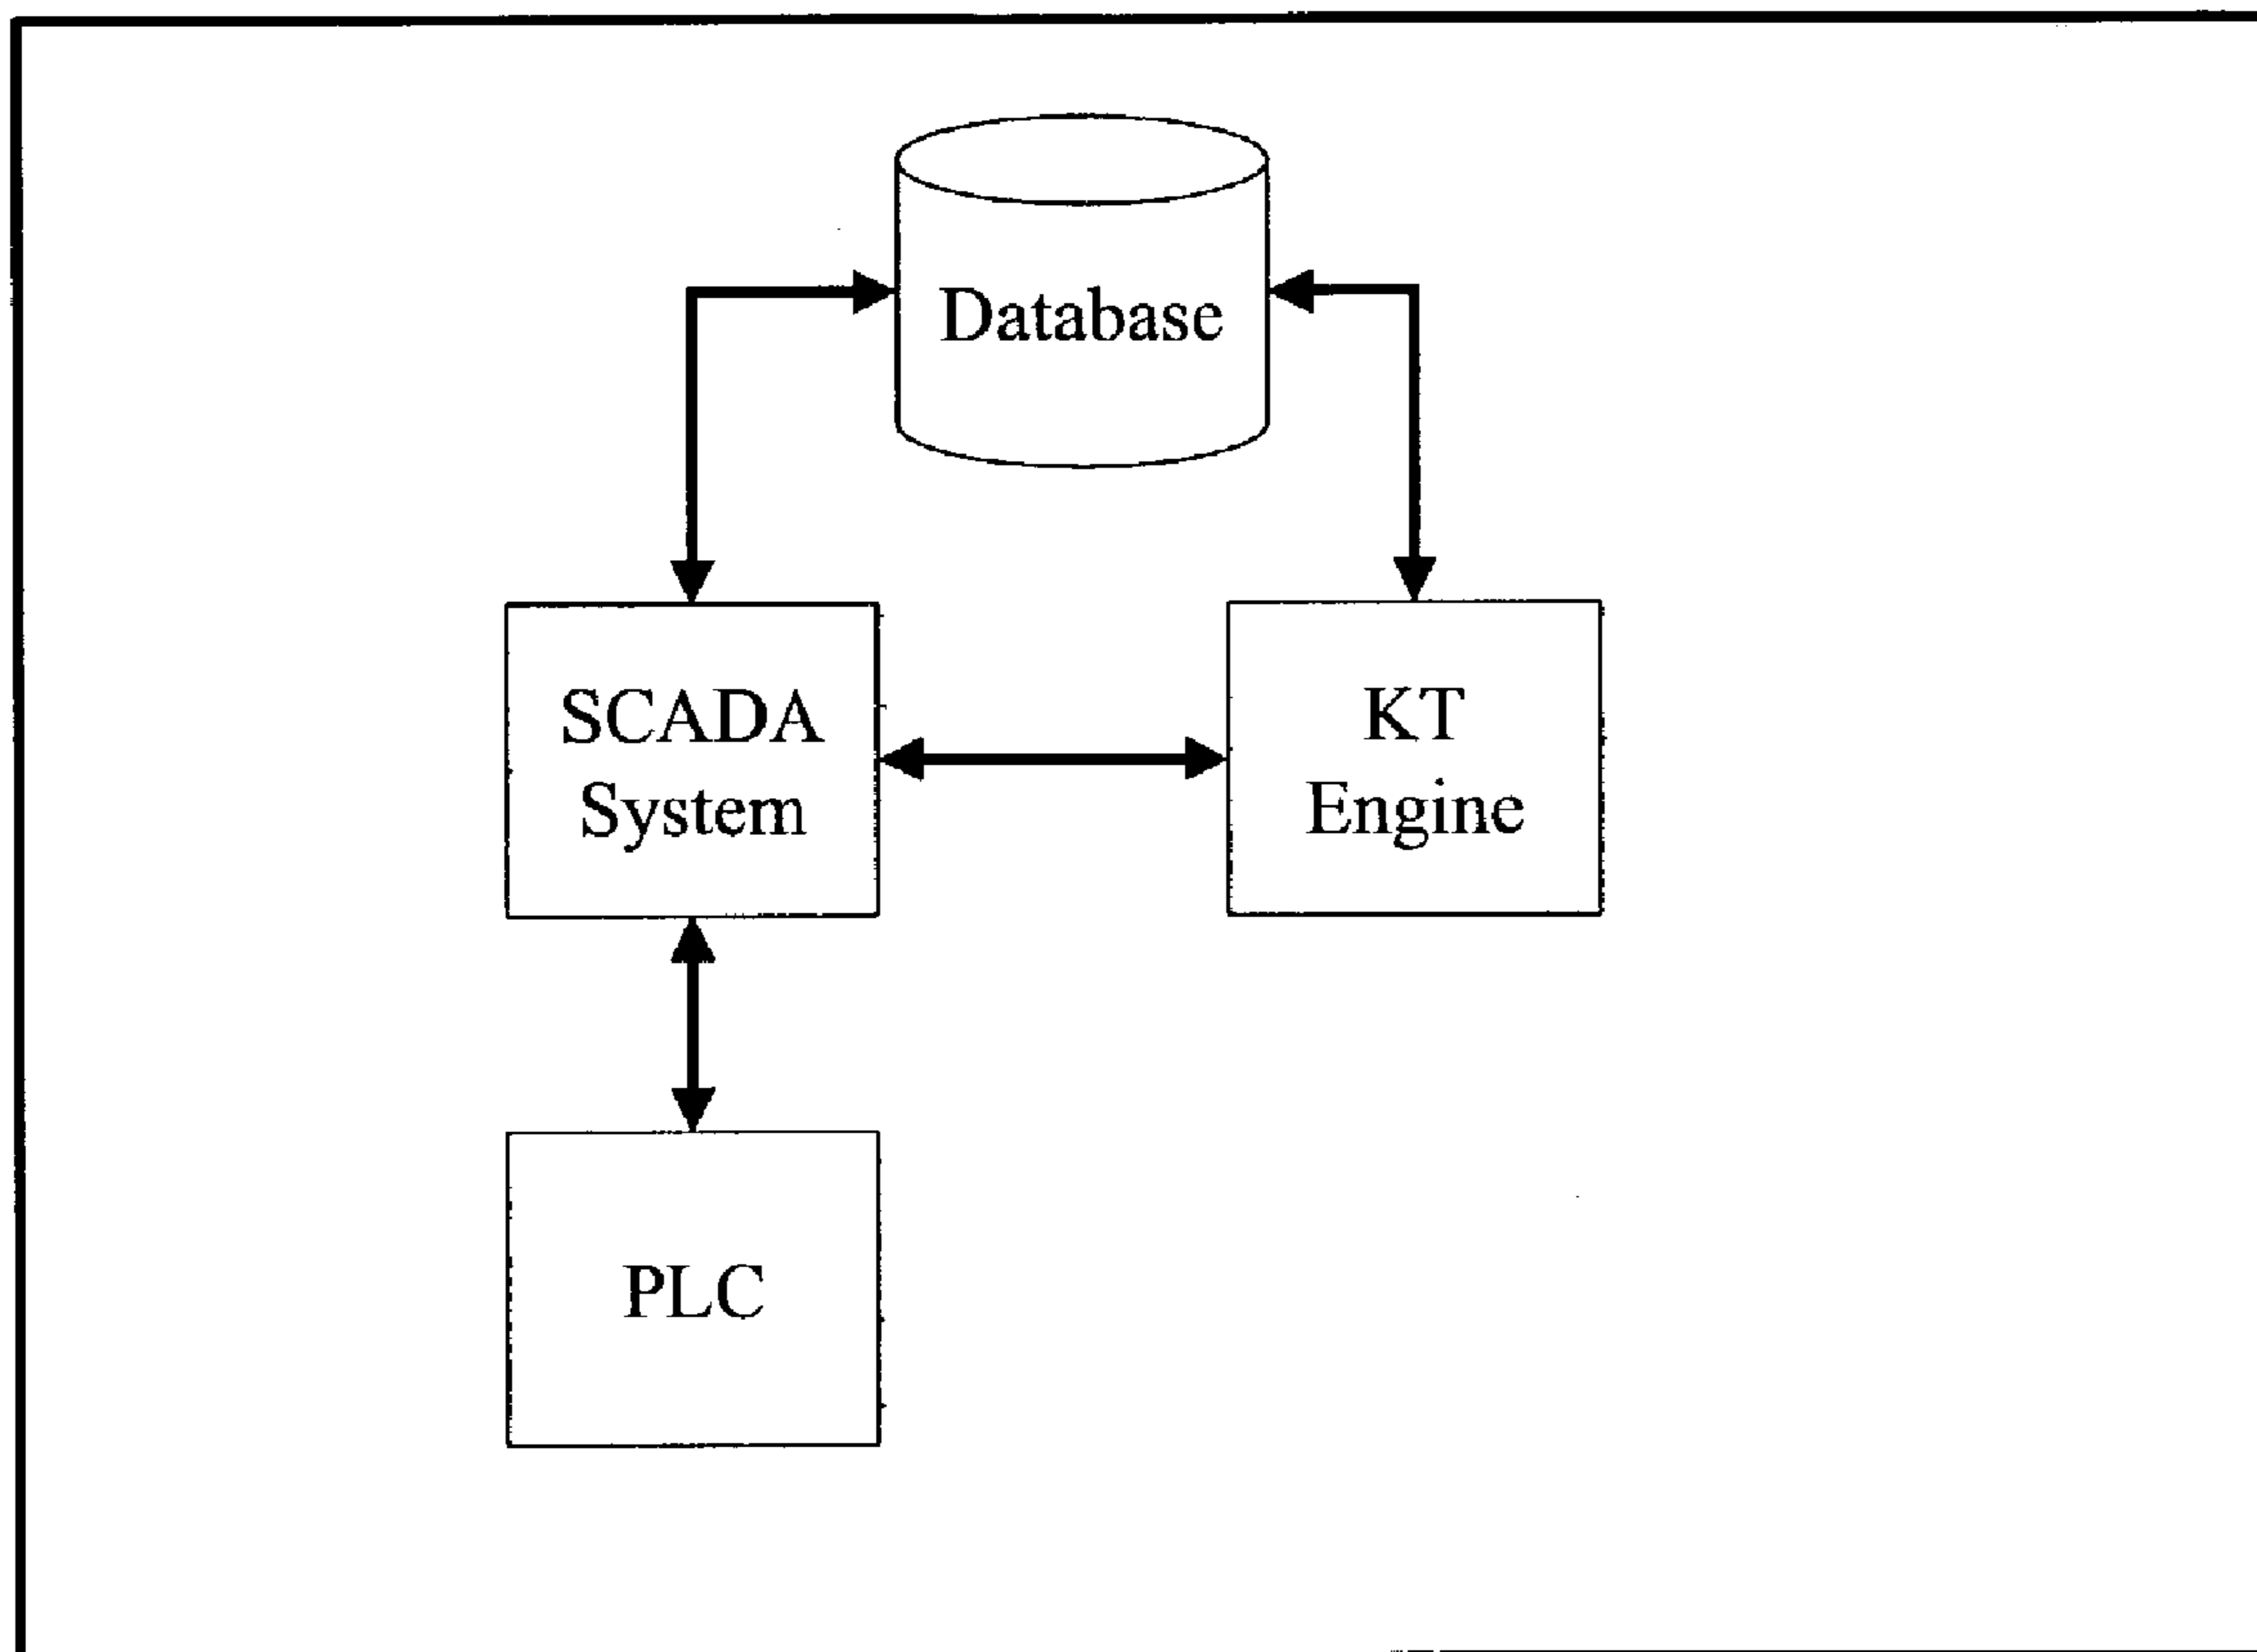 Database
SCADA
System
KT
Engine
PLC